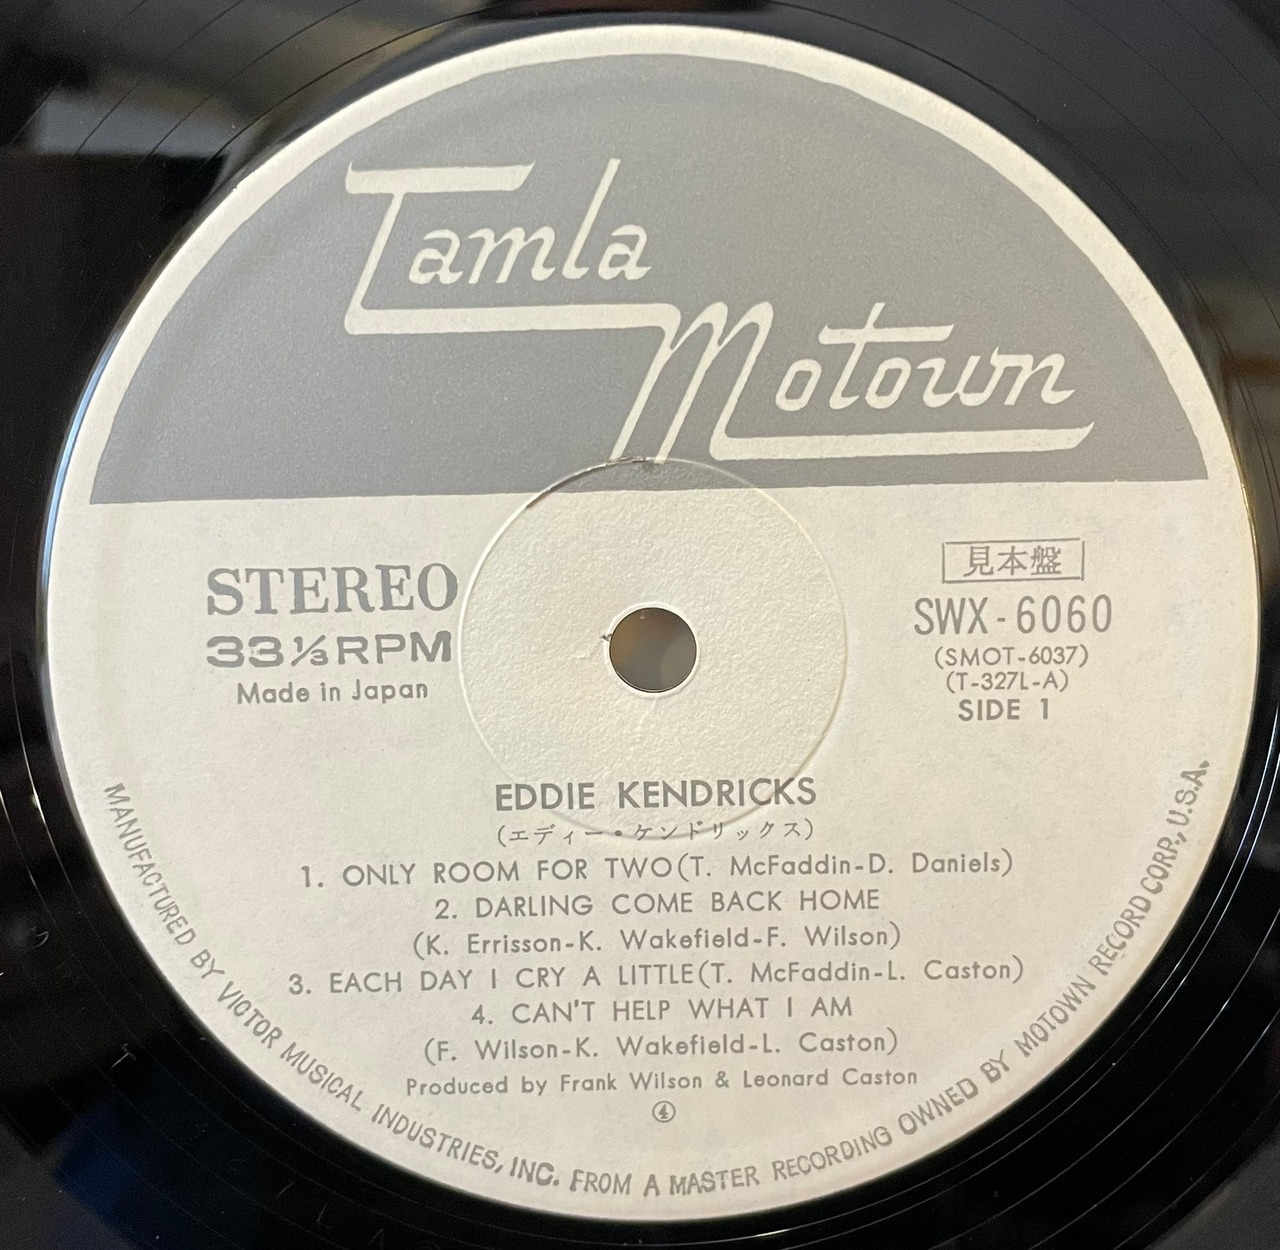 Tamla
Motown
STEREO
33⅓RPM
Made in Japan
見本盤
SWX-6060
(SMOT-6037)
(T-327L-A)
SIDE 1
EDDIE KENDRICKS
(エディー・ケンドリックス)
1. ONLY ROOM FOR TWO(T. McFaddin-D. Daniels)
2. DARLING COME BACK HOME
(K. Errisson-K. Wakefield-F. Wilson)
3. EACH DAY I CRY A LITTLE(T. McFaddin-L. Caston)
4. CAN'T HELP WHAT I AM
(F. Wilson-K. Wakefield-L. Caston)
Produced by Frank Wilson & Leonard Caston
④
MANUFACTURED BY VICTOR MUSICAL INDUSTRIES, INC. FROM A MASTER RECORDING OWNED BY MOTOWN RECORD CORP., U.S.A.